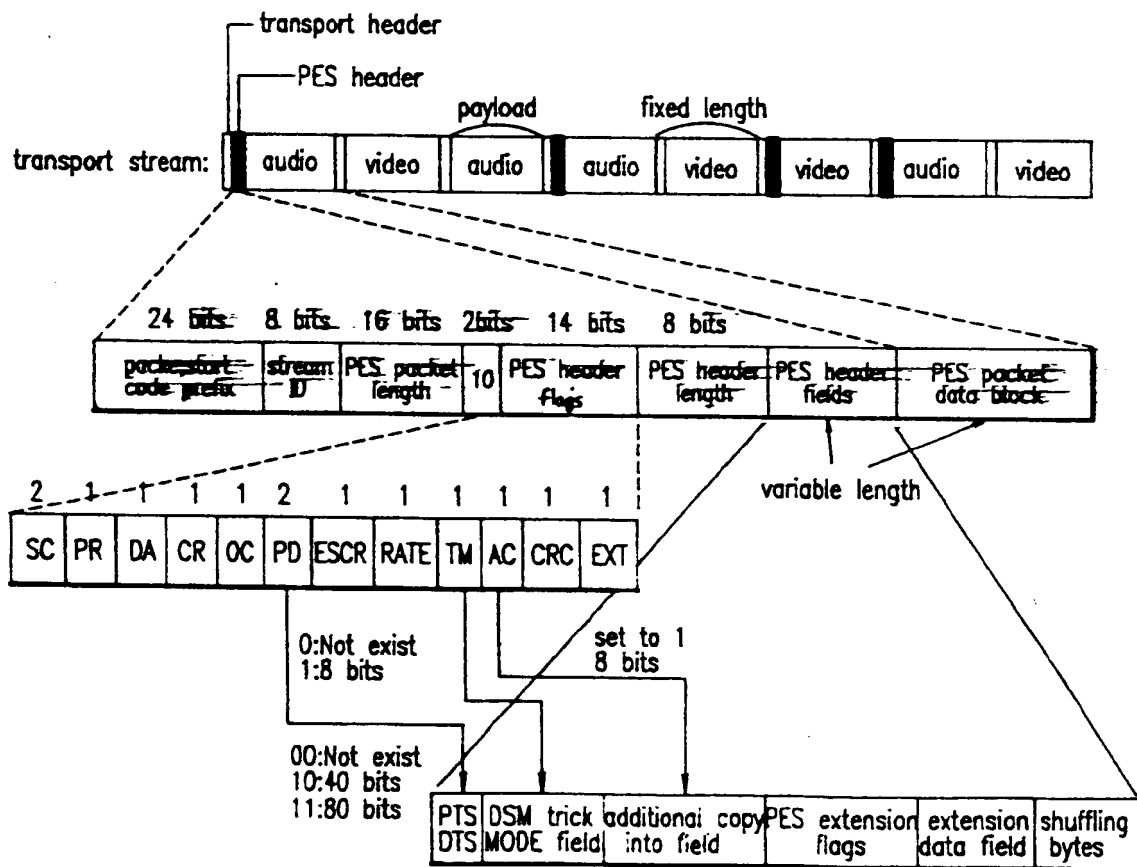 transport header
PES header
payload
fixed length
transport stream:
audio
video
audio
audio
video
video
audio
video
24 bits
8 bits
16 bits
2bits
14 bits
8 bits
packetstart
code prefix
stream
ID
PES packet
length
10
PES header
flags
PES header
length
PES header
fields
PES packet
data block
variable length
2 1 1 1 1 2 1 1 1 1 1 1
SC PR DA CR OC PD ESCR RATE TM AC CRC EXT
0:Not exist
1:8 bits
set to 1
8 bits
00:Not exist
10:40 bits
11:80 bits
PTS
DTS
DSM trick
MODE field
additional copy
into field
PES extension
flags
extension
data field
shuffling
bytes